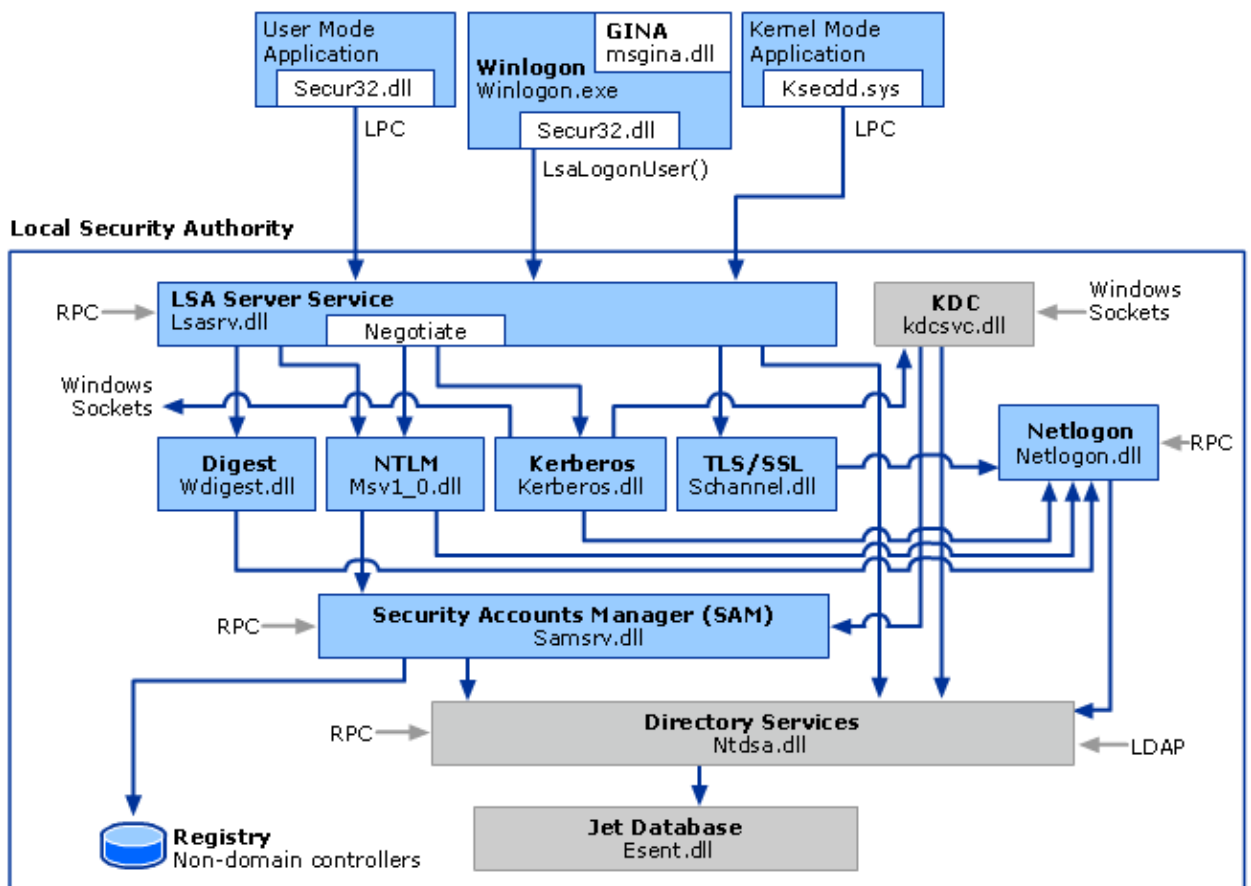 User Mode
Application
Secur32.dll
GINA
msgina.dll
Winlogon
Winlogon.exe
Secur32.dll
Kernel Mode
Application
Ksecdd.sys
LPC
LsaLogonUser()
LPC
Local Security Authority
RPC
LSA Server Service
Lsasrv.dll
Negotiate
KDC
kdcsvc.dll
Windows
Sockets
Windows
Sockets
Digest
Wdigest.dll
NTLM
Msv1_0.dll
Kerberos
Kerberos.dll
TLS/SSL
Schannel.dll
Netlogon
Netlogon.dll
RPC
RPC
Security Accounts Manager (SAM)
Samsrv.dll
RPC
Directory Services
Ntdsa.dll
LDAP
Registry
Non-domain controllers
Jet Database
Esent.dll